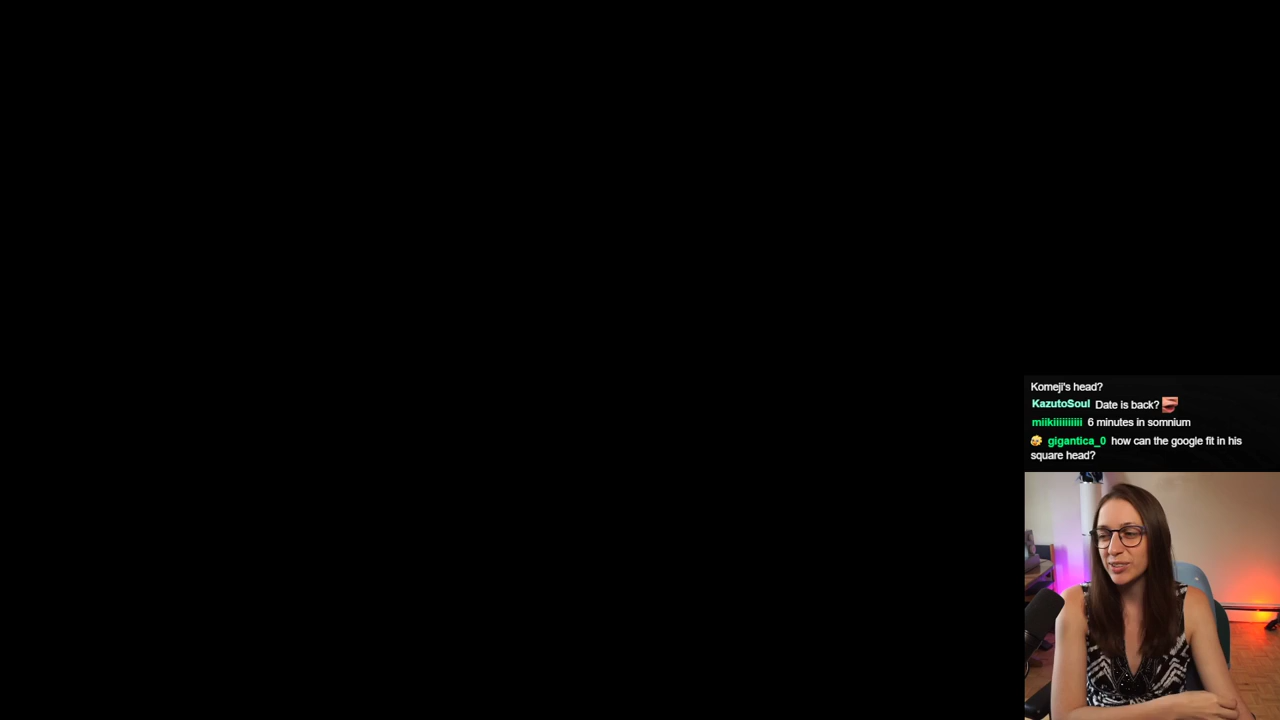 Komeji's head?
KazutoSoul Date is back?
miikiiiiiiiiii 6 minutes in somnium
gigantica_0 how can the google fit in his
square head?